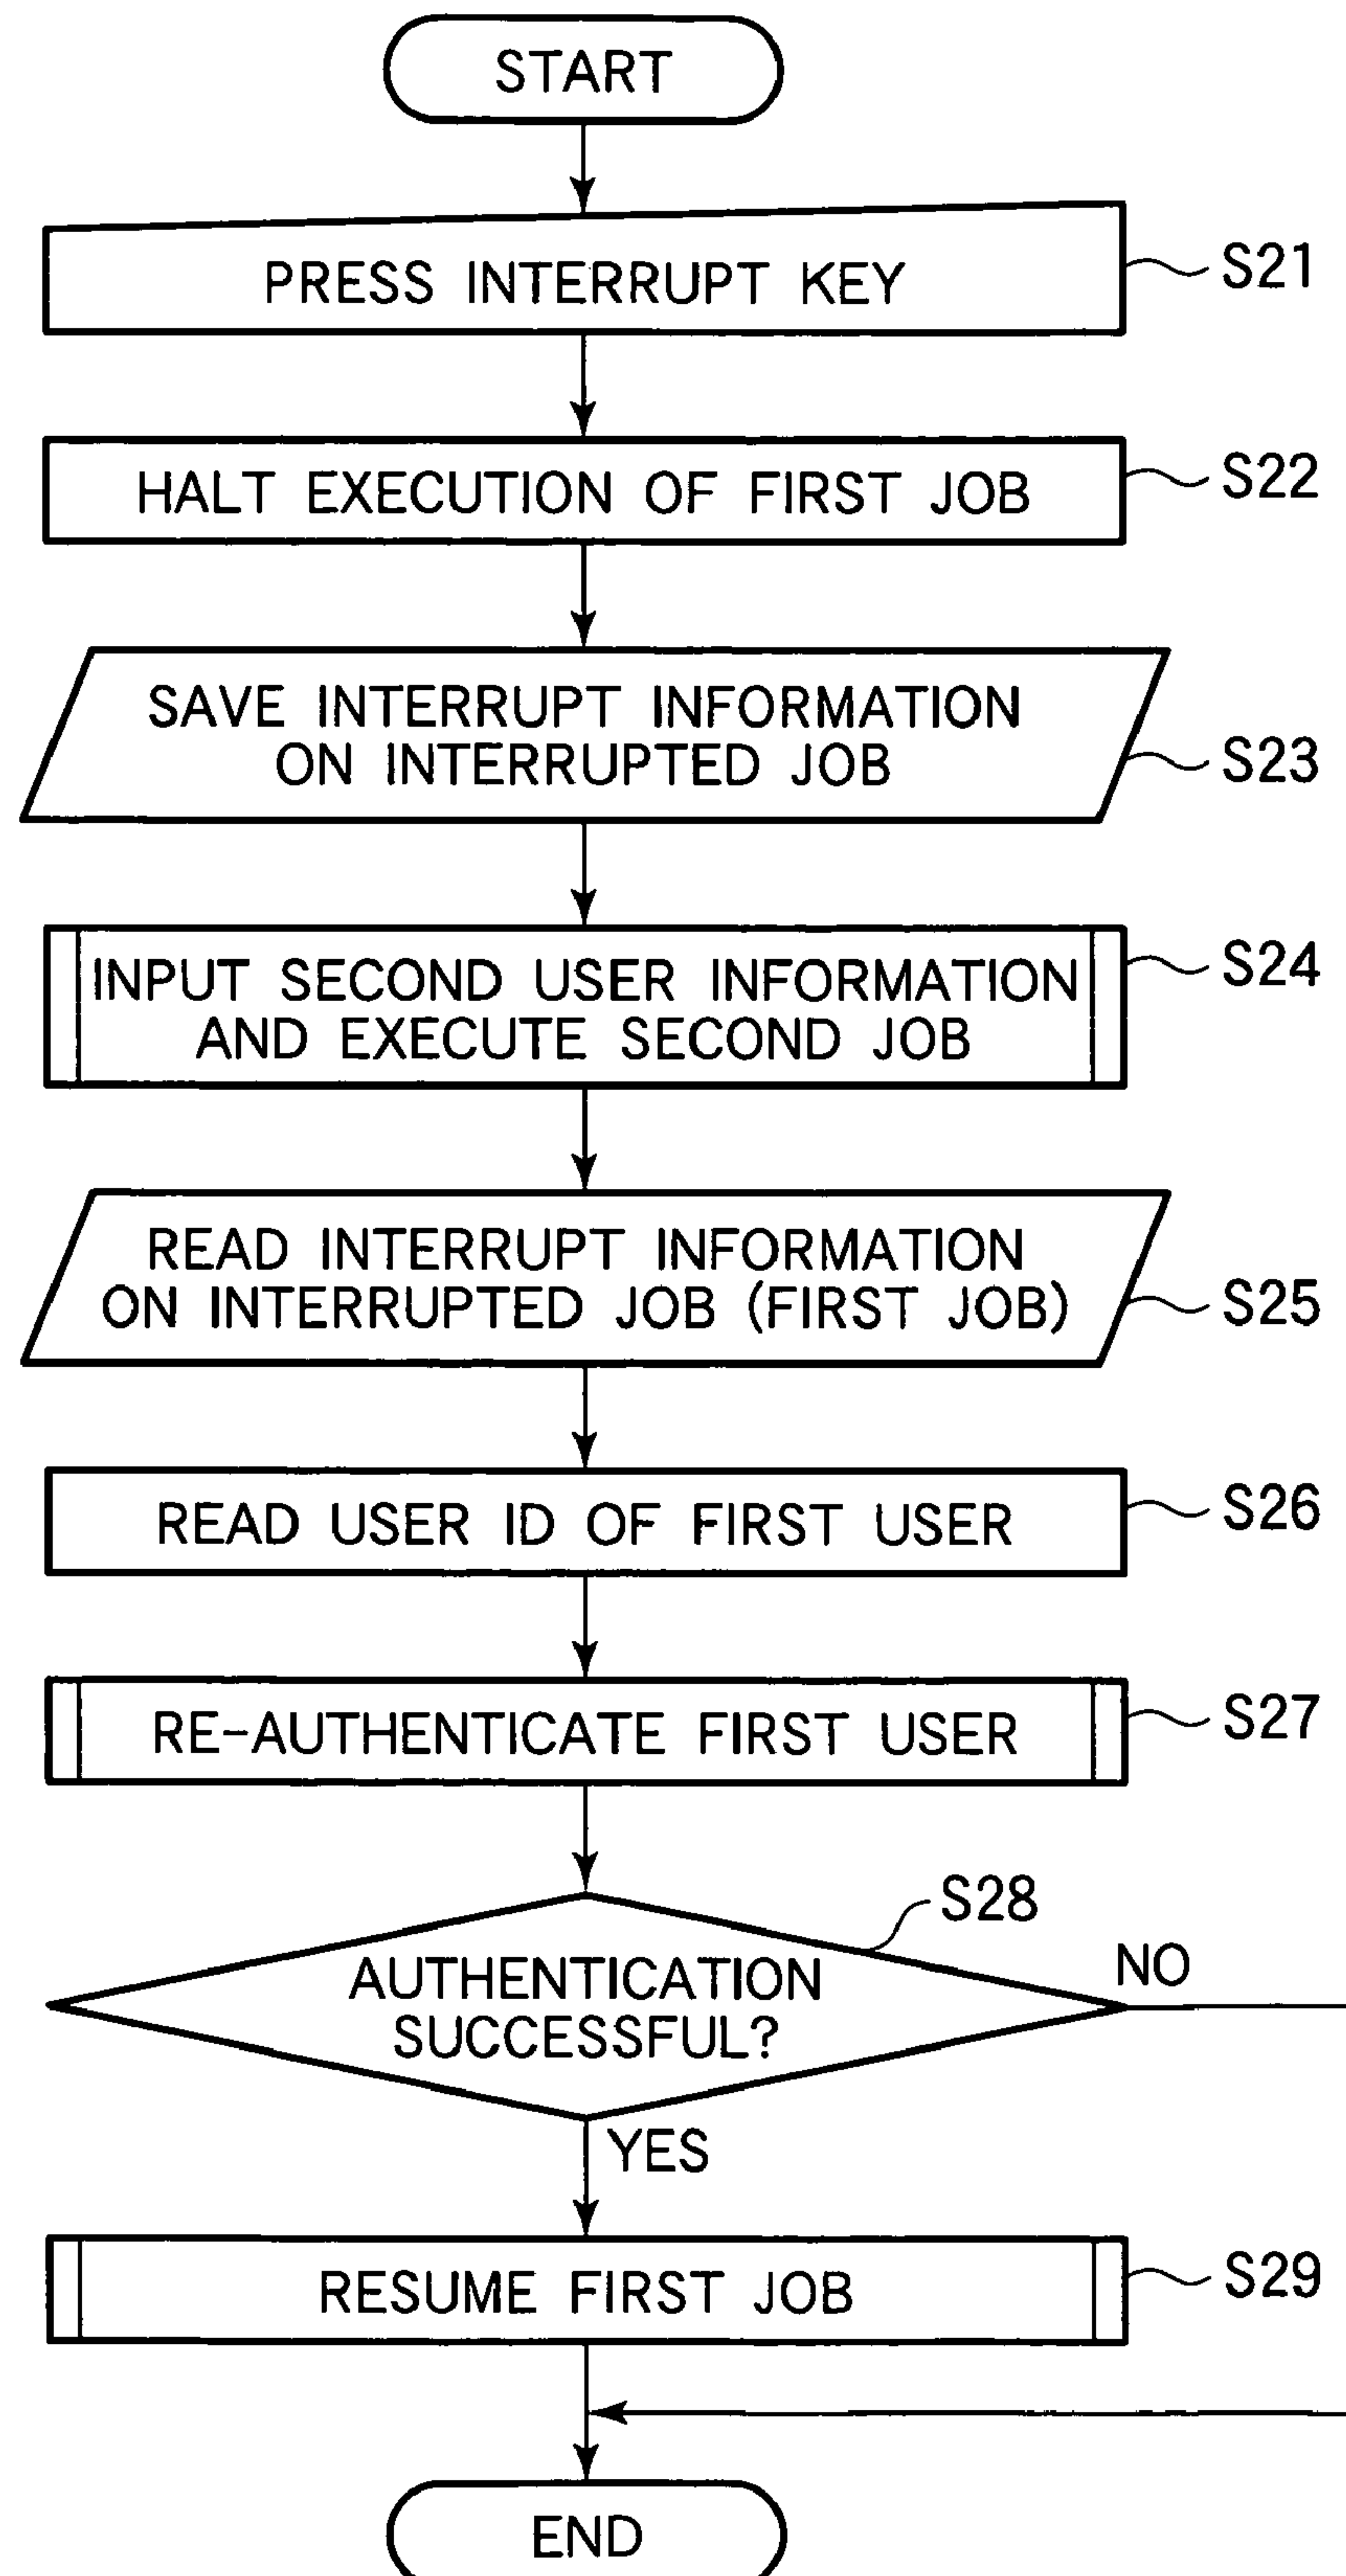 START
PRESS INTERRUPT KEY
S21
HALT EXECUTION OF FIRST JOB
S22
SAVE INTERRUPT INFORMATION
ON INTERRUPTED JOB
S23
INPUT SECOND USER INFORMATION
AND EXECUTE SECOND JOB
S24
READ INTERRUPT INFORMATION
ON INTERRUPTED JOB (FIRST JOB)
S25
READ USER ID OF FIRST USER
S26
RE-AUTHENTICATE FIRST USER
S27
S28
AUTHENTICATION
SUCCESSFUL?
NO
YES
RESUME FIRST JOB
S29
END